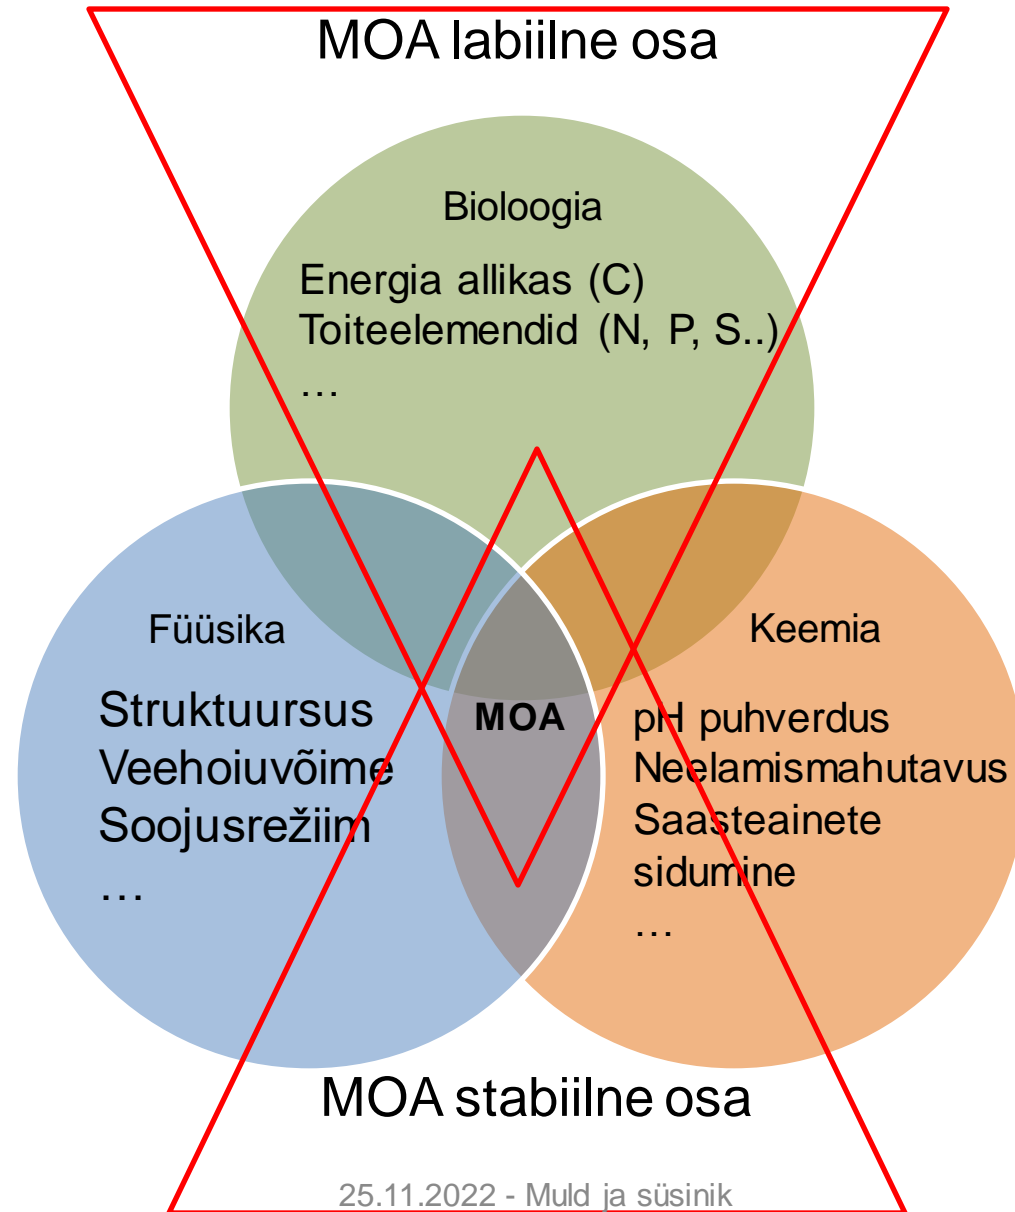 MOA labiilne osa
Bioloogia
Energia allikas (C)
Toiteelemendid (N, P, S..)
…
Füüsika
Struktuursus
Veehoiuvõime
Soojusrežiim
…
MOA
Keemia
pH puhverdus
Neelamismahutavus
Saasteainete
sidumine
…
MOA stabiilne osa
25.11.2022 - Muld ja süsinik